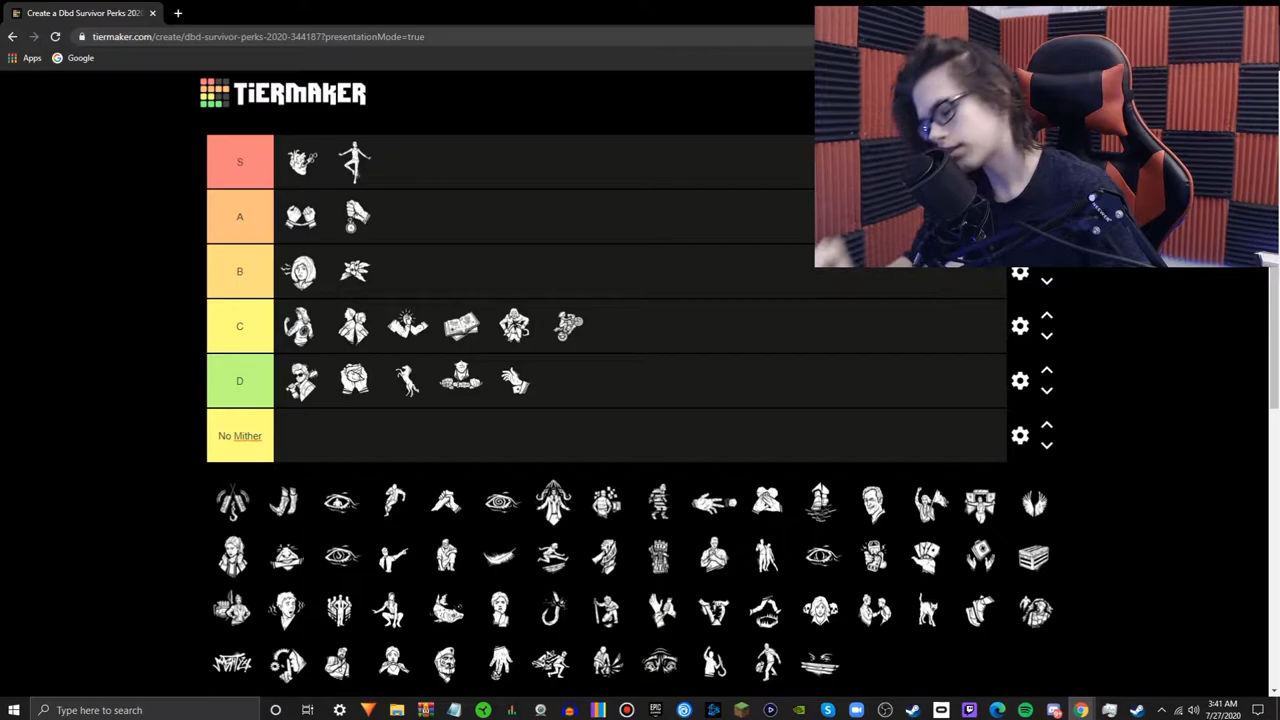 Create a Dbd Survivor Perks 2020
tiermaker.com/create/dbd-survivor-perks-2020-344187?presentationMode=true
Apps
Google
TiERMAKER
S
A
B
C
D
No Mither
Type here to search
3:41 AM
7/27/2020